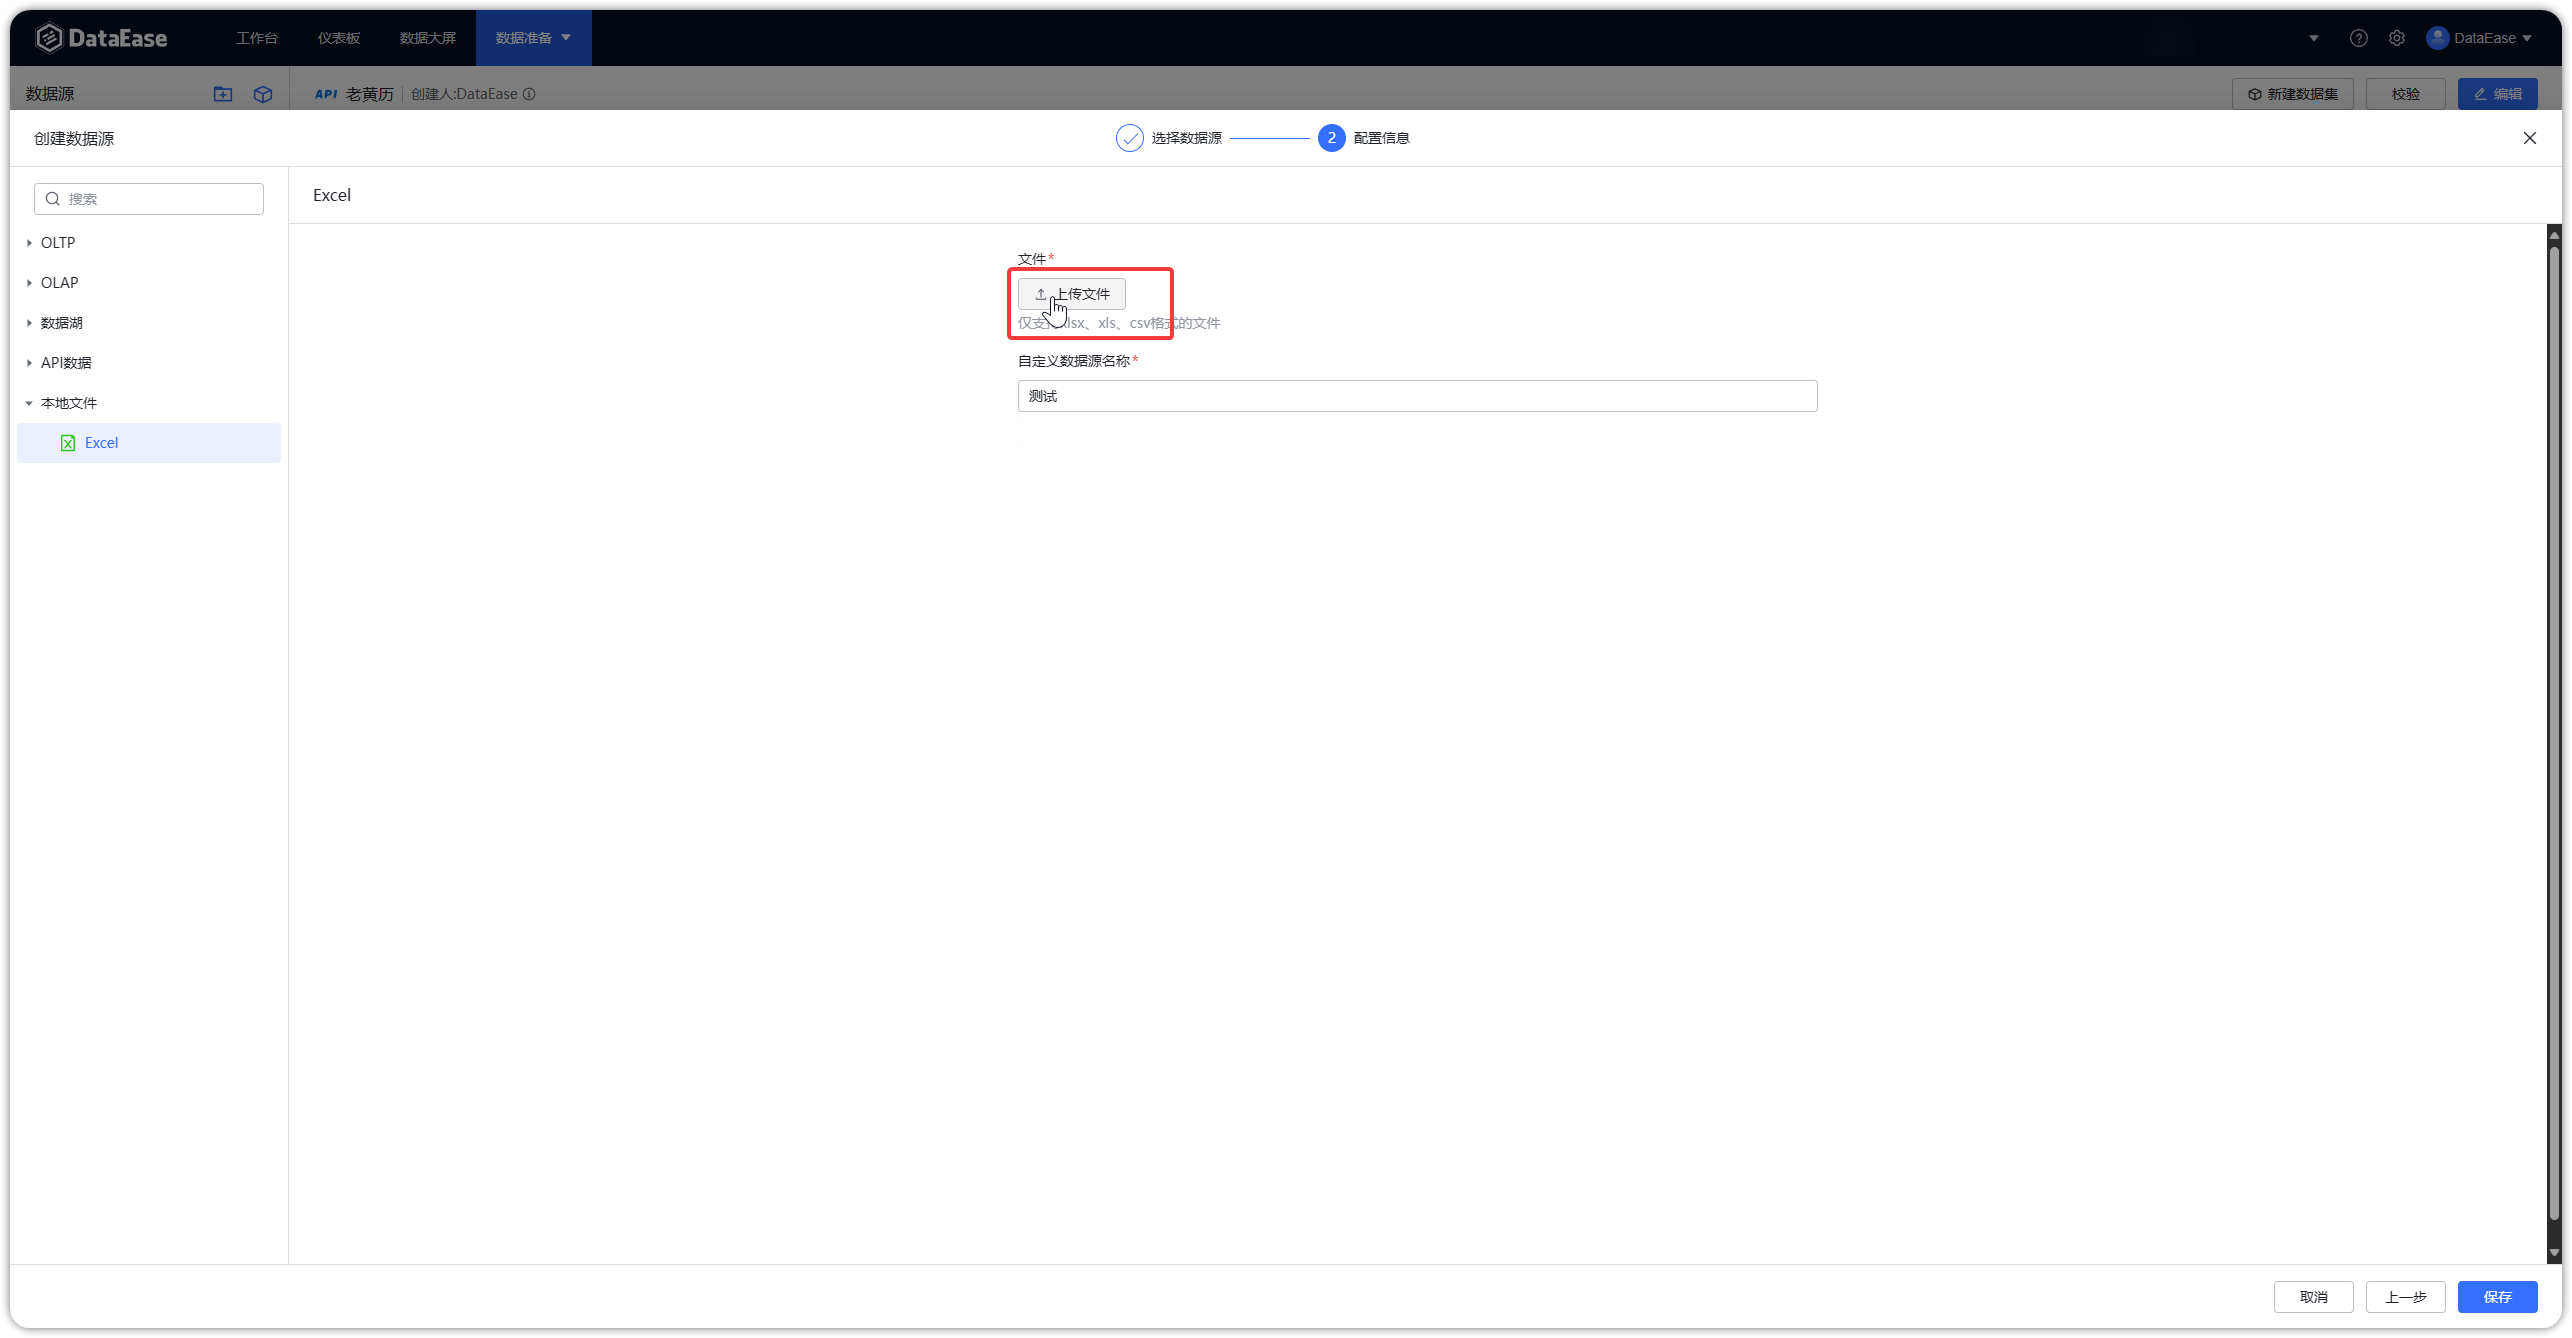 DataEase
工作台
仪表板
数据大屏
数据准备
DataEase
数据源
API 老黄历 创建人:DataEase
新建数据集
校验
编辑
创建数据源
选择数据源
2 配置信息
搜索
OLTP
OLAP
数据湖
API数据
本地文件
Excel
Excel
文件*
上传文件
仅支 lsx、xls、csv格式的文件
自定义数据源名称*
测试
取消
上一步
保存